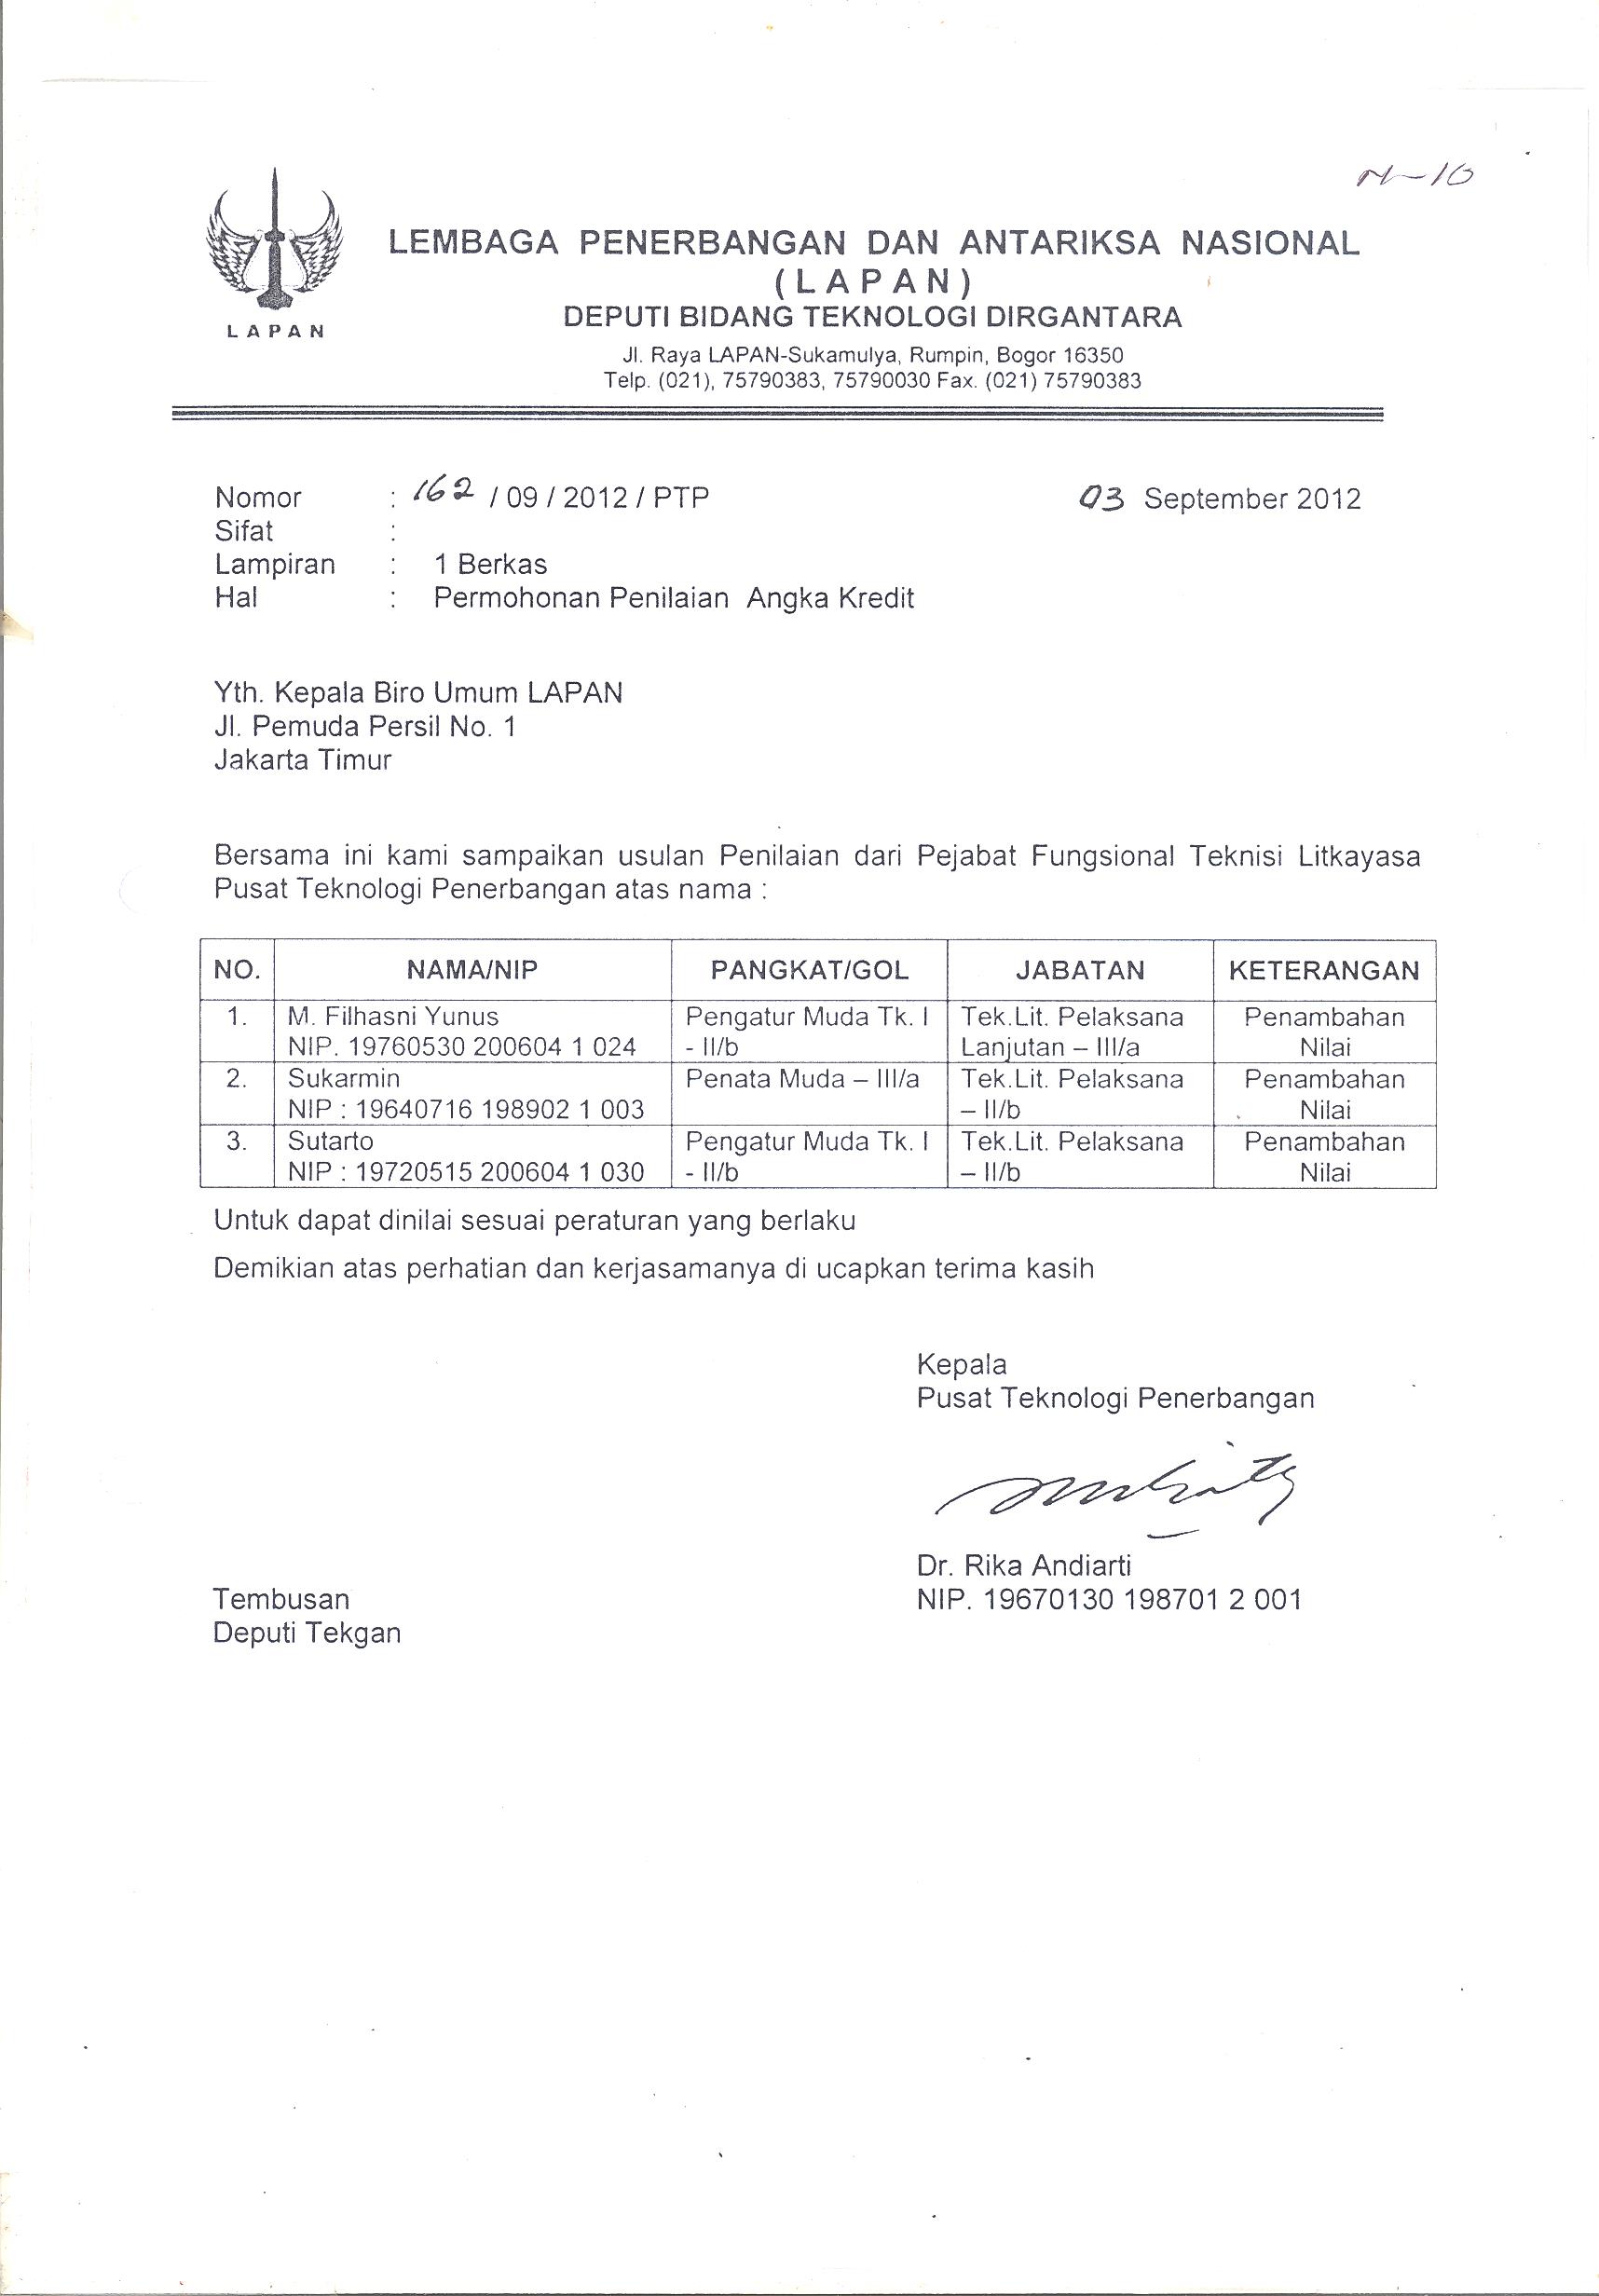 LAPAN
LEMBAGA PENERBANGAN DAN ANTARIKSA NASIONAL
(LAPAN)
DEPUTI BIDANG TEKNOLOGI DIRGANTARA
Jl. Raya LAPAN-Sukamulya, Rumpin, Bogor 16350
Telp. (021), 75790383, 75790030 Fax. (021) 75790383
Nomor : 162 / 09 / 2012 / PTP 03 September 2012
Sifat :
Lampiran : 1 Berkas
Hal : Permohonan Penilaian Angka Kredit
Yth. Kepala Biro Umum LAPAN
Jl. Pemuda Persil No. 1
Jakarta Timur
Bersama ini kami sampaikan usulan Penilaian dari Pejabat Fungsional Teknisi Litkayasa
Pusat Teknologi Penerbangan atas nama :
NO. NAMA/NIP PANGKAT/GOL JABATAN KETERANGAN
1. M. Filhasni Yunus Pengatur Muda Tk. I Tek.Lit. Pelaksana Penambahan
NIP. 19760530 200604 1 024 - II/b Lanjutan – III/a Nilai
2. Sukarmin Penata Muda – III/a Tek.Lit. Pelaksana Penambahan
NIP : 19640716 198902 1 003 – II/b Nilai
3. Sutarto Pengatur Muda Tk. I Tek.Lit. Pelaksana Penambahan
NIP : 19720515 200604 1 030 - II/b – II/b Nilai
Untuk dapat dinilai sesuai peraturan yang berlaku
Demikian atas perhatian dan kerjasamanya di ucapkan terima kasih
Kepala
Pusat Teknologi Penerbangan
Dr. Rika Andiarti
NIP. 19670130 198701 2 001
Tembusan
Deputi Tekgan